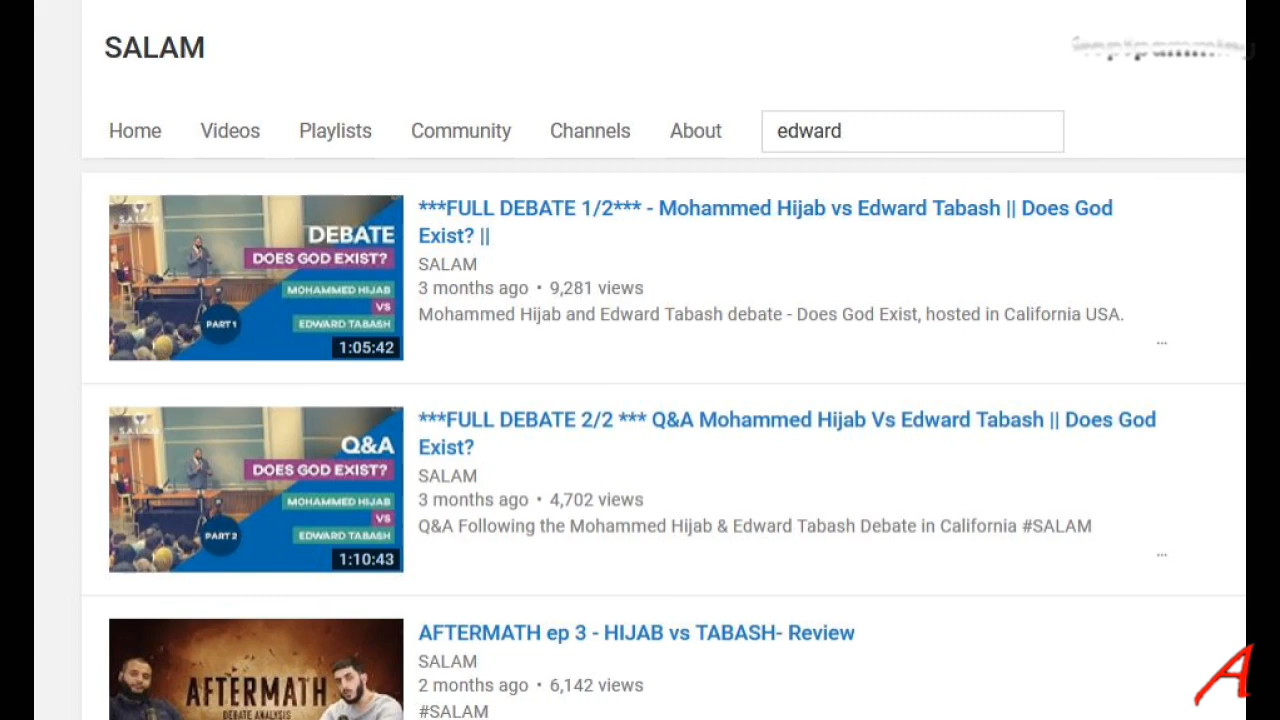 SALAM
Home Videos Playlists Community Channels About edward
SALAM
DEBATE
DOES GOD EXIST?
MOHAMMED HIJAB
VS
EDWARD TABASH
PART 1
1:05:42
***FULL DEBATE 1/2*** - Mohammed Hijab vs Edward Tabash || Does God
Exist? ||
SALAM
3 months ago • 9,281 views
Mohammed Hijab and Edward Tabash debate - Does God Exist, hosted in California USA.
...
SALAM
Q&A
DOES GOD EXIST?
MOHAMMED HIJAB
VS
EDWARD TABASH
PART 2
1:10:43
***FULL DEBATE 2/2 *** Q&A Mohammed Hijab Vs Edward Tabash || Does God
Exist?
SALAM
3 months ago • 4,702 views
Q&A Following the Mohammed Hijab & Edward Tabash Debate in California #SALAM
...
AFTERMATH
DEBATE ANALYSIS
AFTERMATH ep 3 - HIJAB vs TABASH- Review
SALAM
2 months ago • 6,142 views
#SALAM
A